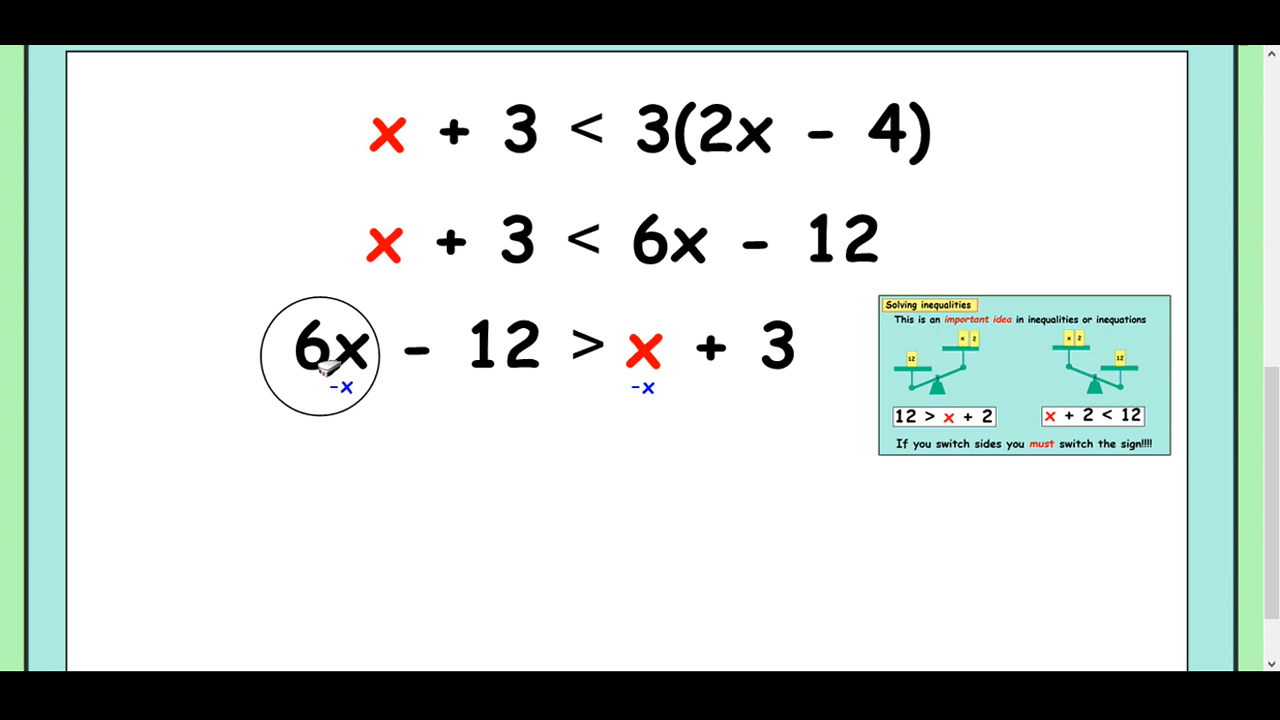 x + 3 < 3(2x - 4)
x + 3 < 6x - 12
6x - 12 > x + 3
-x -x
Solving inequalities
This is an important idea in inequalities or inequations
12 x 2 x 2 12
12 > x + 2 x + 2 < 12
If you switch sides you must switch the sign!!!!